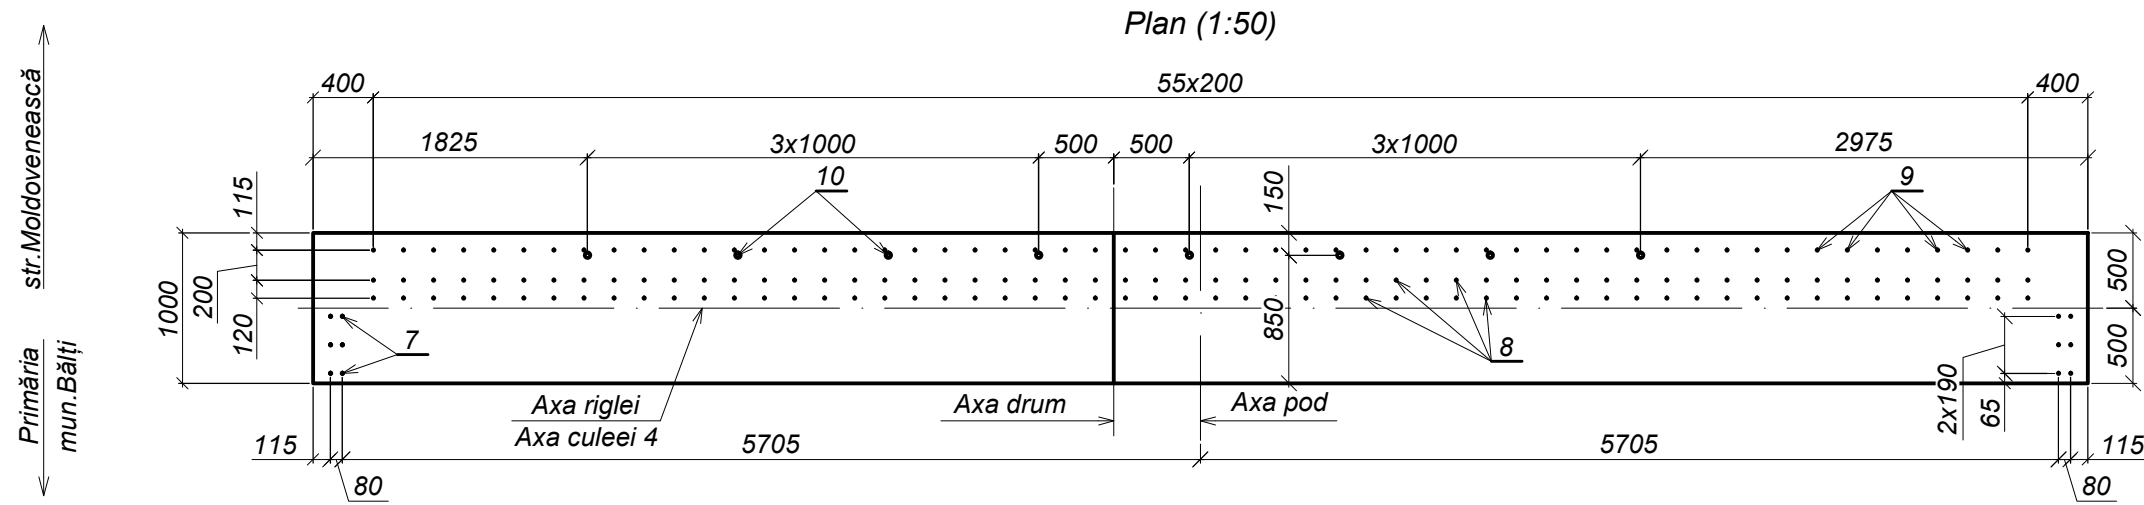 Plan (1:50)
400
55x200
400
1825
3x1000
500
500
3x1000
2975
str.Moldovenească
Primăria
mun.Bălți
115
200
120
1000
10
150
850
9
8
7
500
500
2x190
65
Axa riglei
Axa culeei 4
Axa drum
Axa pod
115
80
5705
5705
80
115